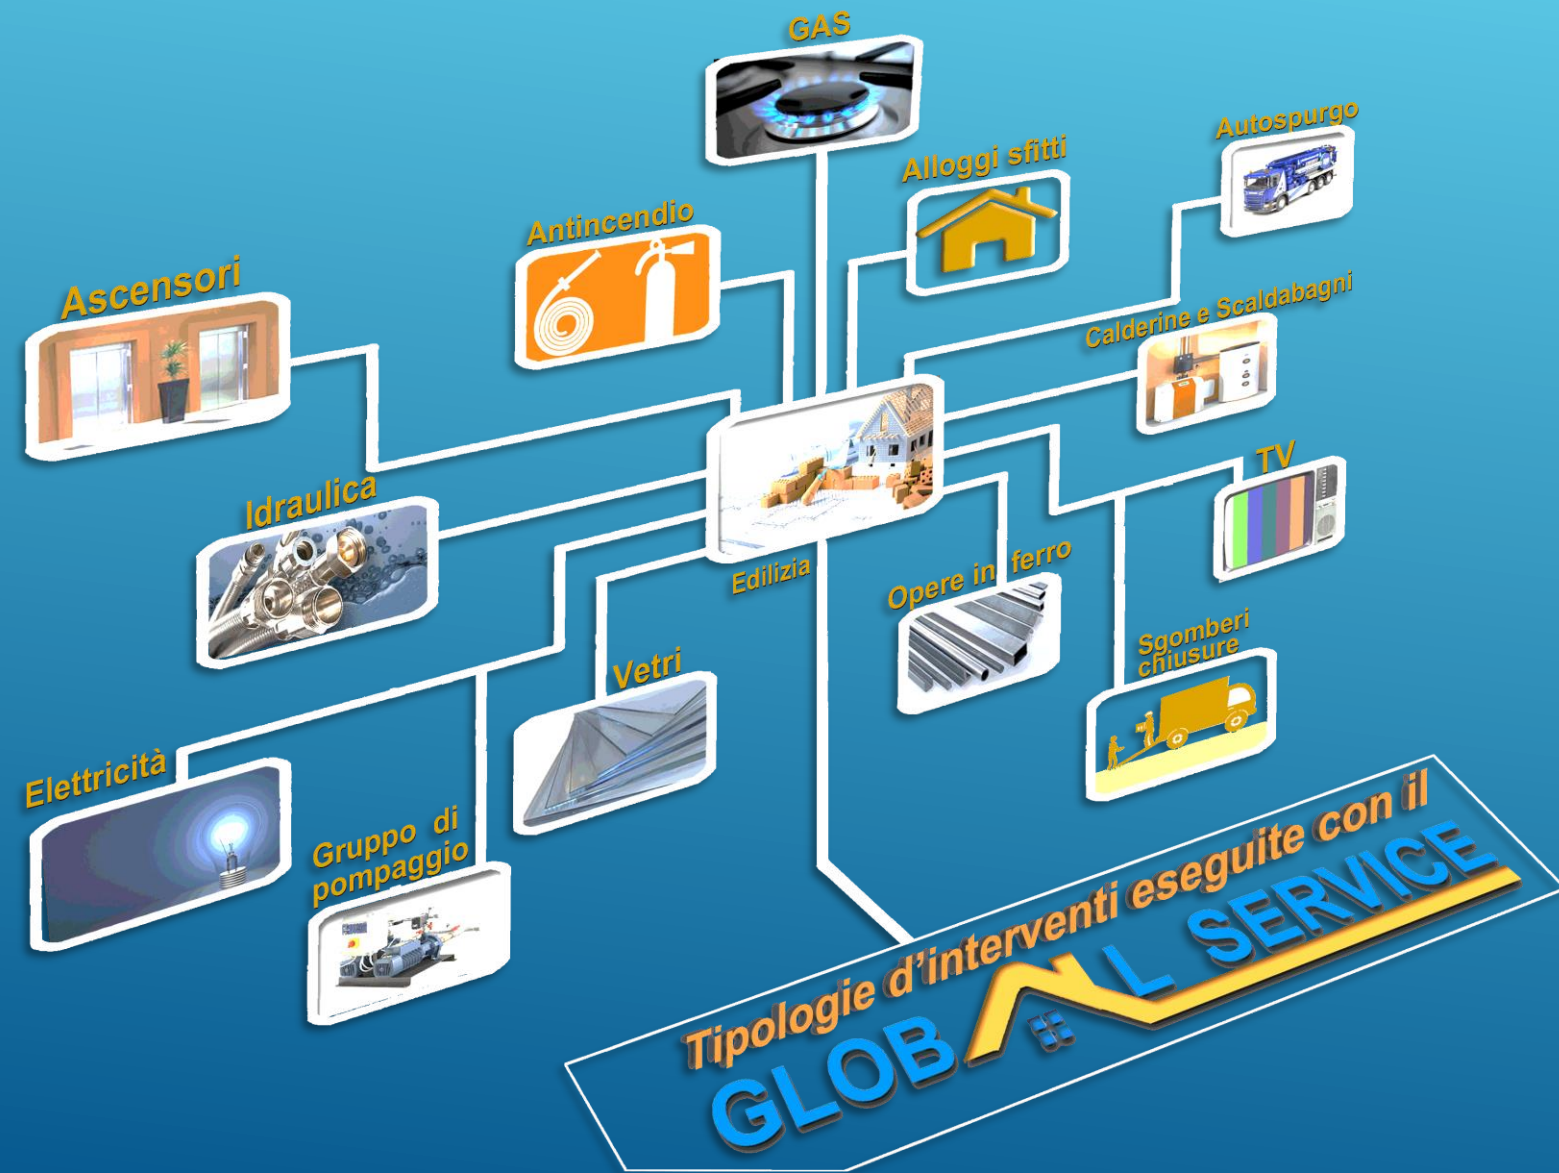 GAS
Autospurgo
Alloggi sfitti
Antincendio
Ascensori
Calderine e Scaldabagni
TV
Idraulica
Edilizia
Opere in ferro
Sgomberi
chiusure
Vetri
Elettricità
Gruppo di
pompaggio
Tipologie d'interventi eseguite con il
GLOBAL SERVICE